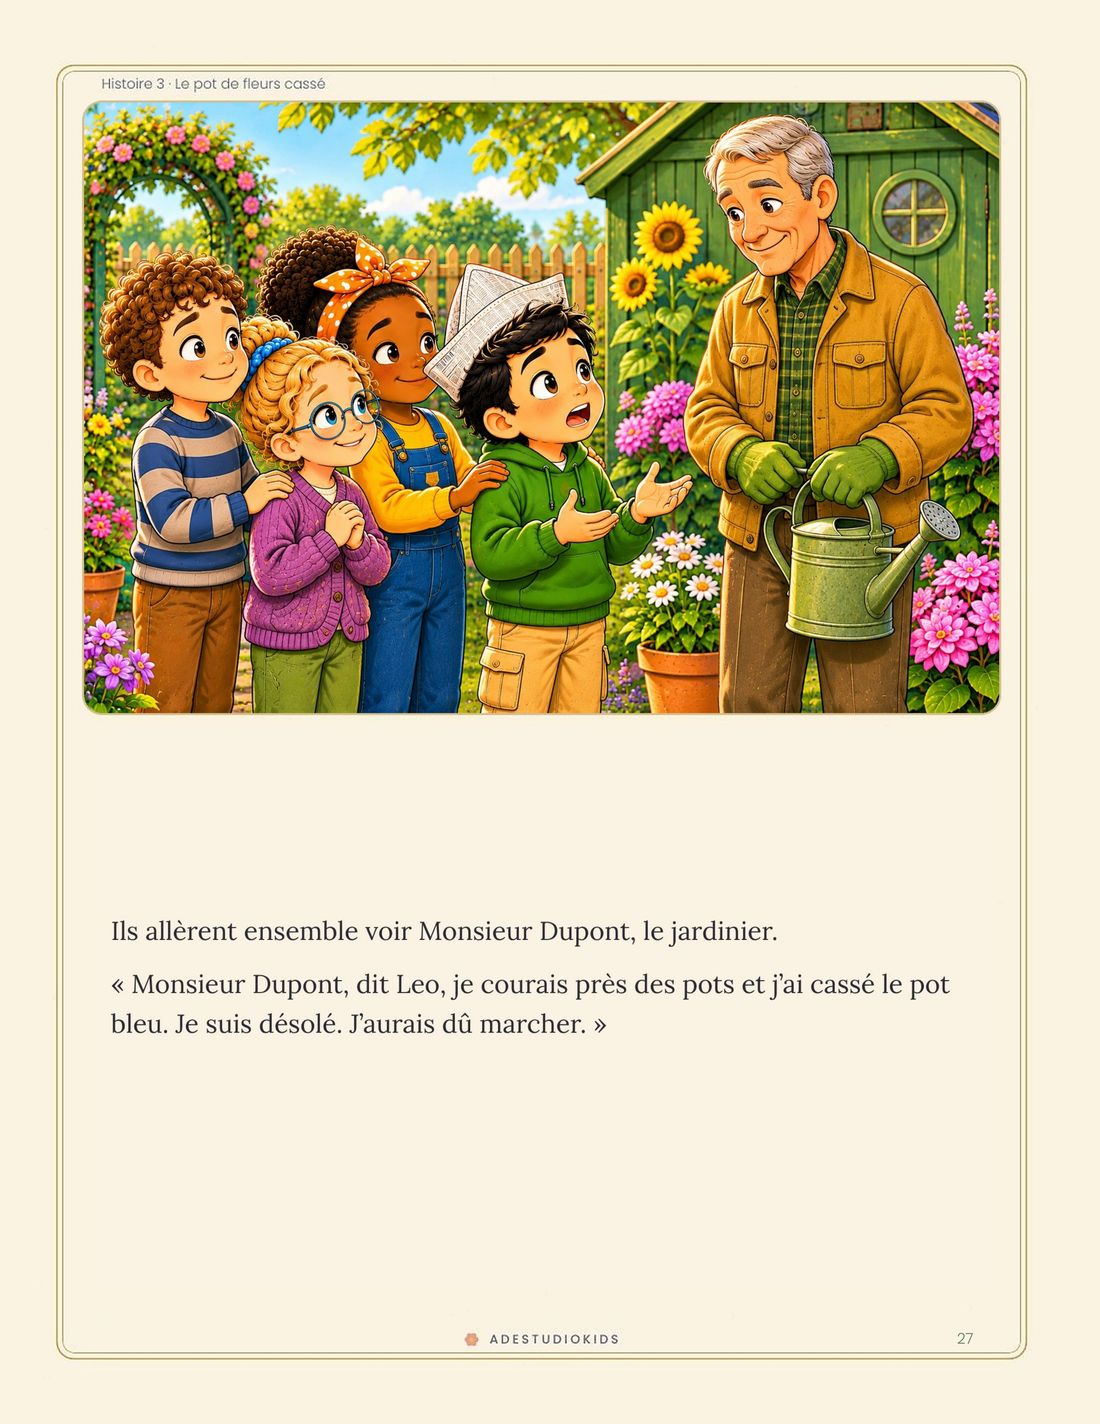 Histoire 3 · Le pot de fleurs cassé
Ils allèrent ensemble voir Monsieur Dupont, le jardinier.
« Monsieur Dupont, dit Leo, je courais près des pots et j’ai cassé le pot
bleu. Je suis désolé. J’aurais dû marcher. »
ADESTUDIOKIDS
27